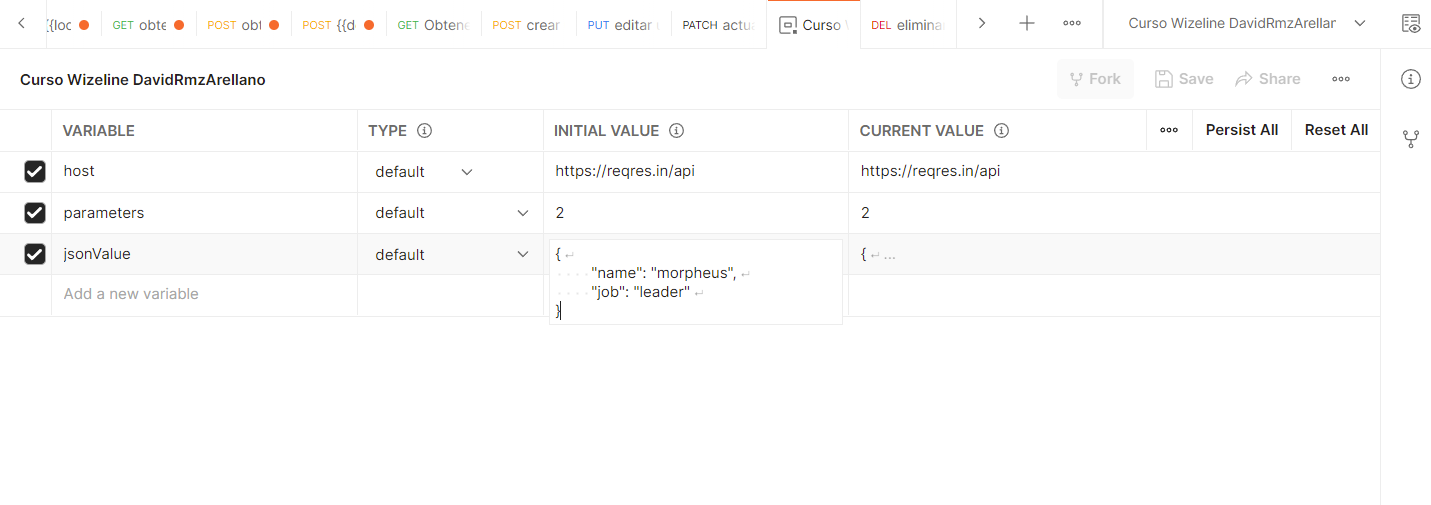 {{loc GET obte POST obt POST {{d GET Obtene POST crear PUT editar PATCH actua Curso DEL elimina Curso Wizeline DavidRmzArellan
Curso Wizeline DavidRmzArellano Fork Save Share
VARIABLE TYPE INITIAL VALUE CURRENT VALUE Persist All Reset All
host default https://reqres.in/api https://reqres.in/api
parameters default 2 2
jsonValue default { { ...
"name": "morpheus",
"job": "leader"
}
Add a new variable